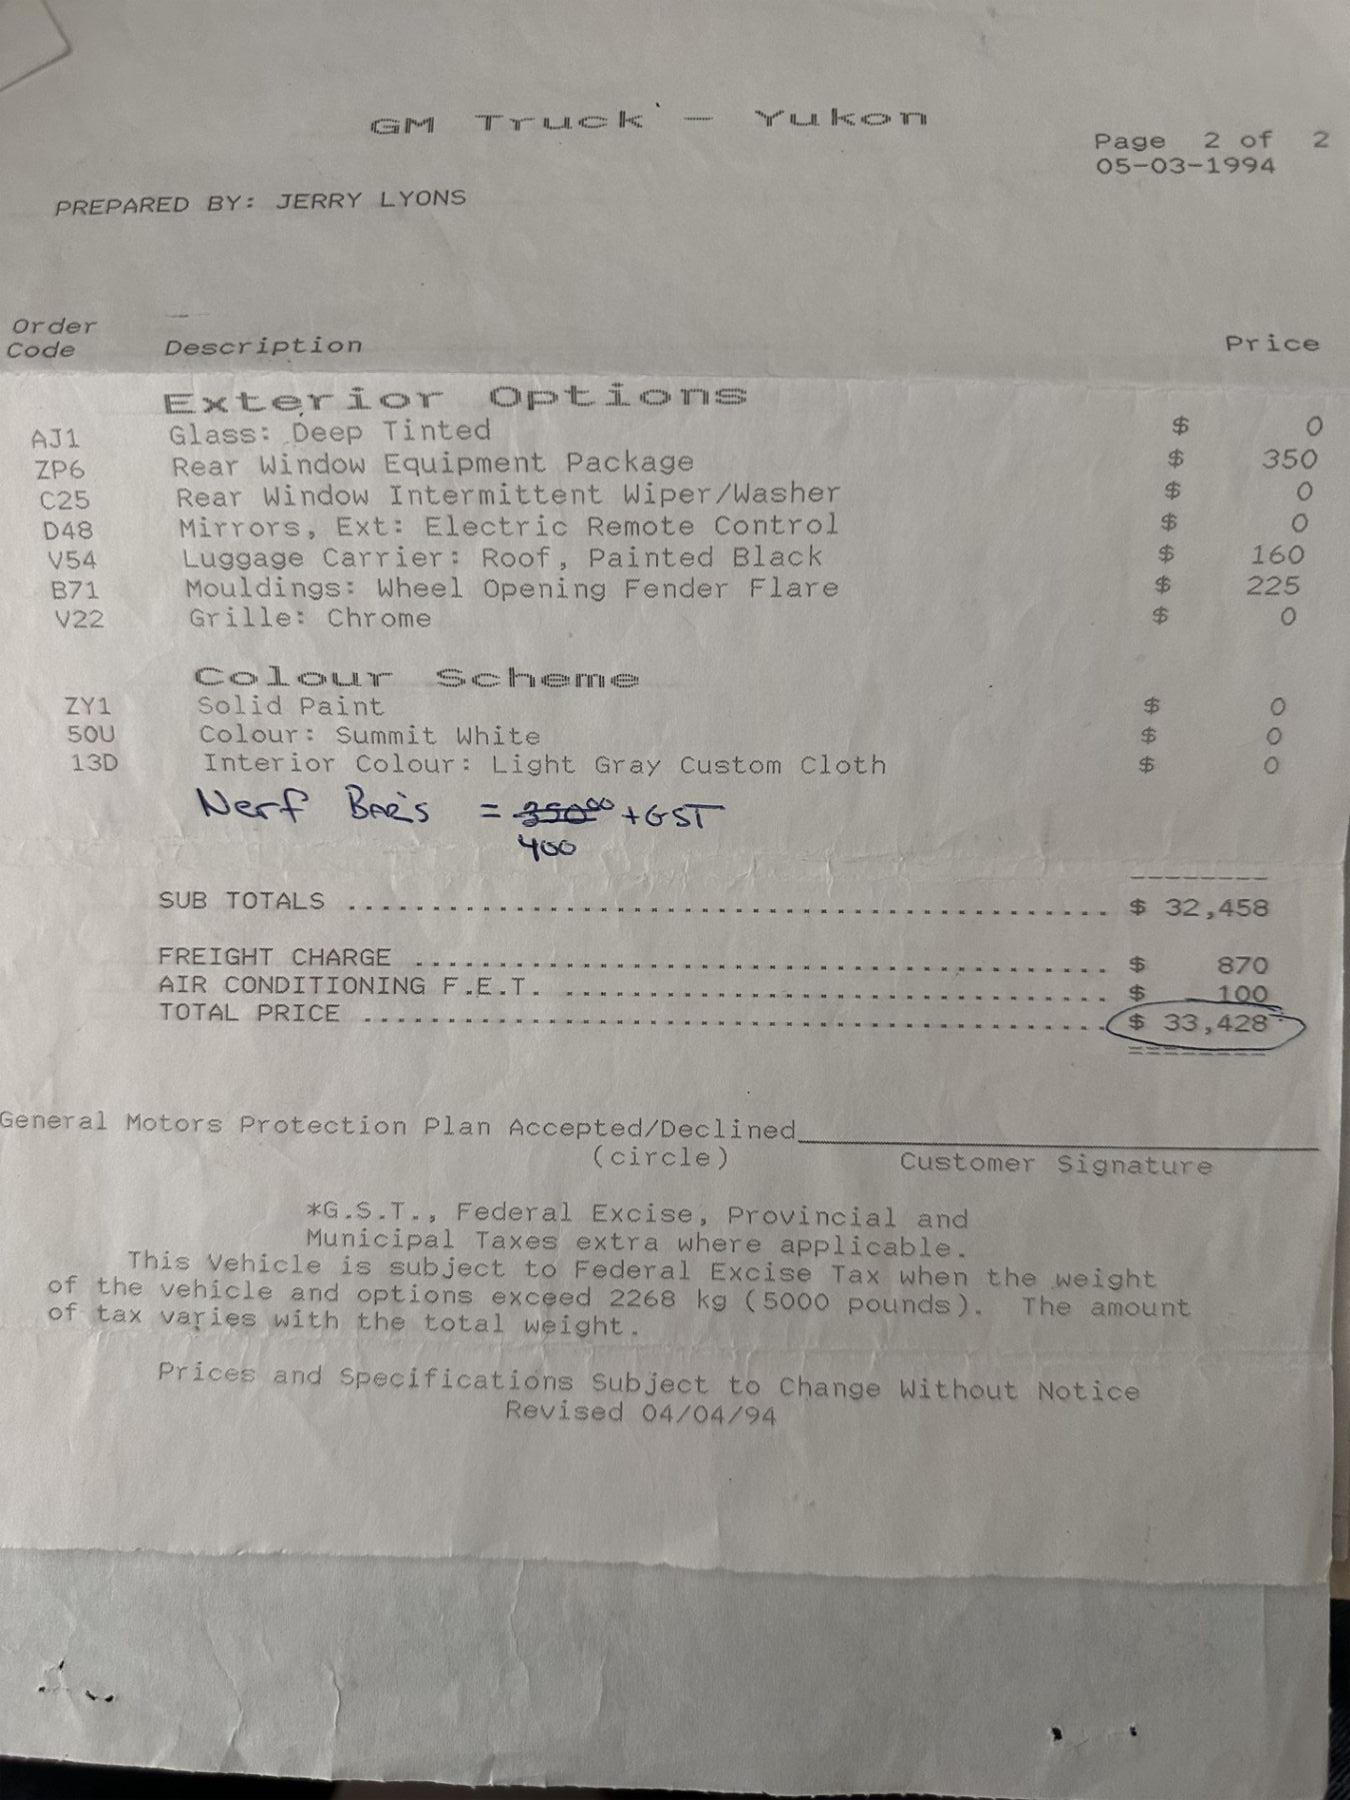 GM Truck - Yukon
Page 2 of 2
05-03-1994
PREPARED BY: JERRY LYONS
Order
Code Description Price
Exterior Options
AJ1 Glass: Deep Tinted $ 0
ZP6 Rear Window Equipment Package $ 350
C25 Rear Window Intermittent Wiper/Washer $ 0
D48 Mirrors, Ext: Electric Remote Control $ 0
V54 Luggage Carrier: Roof, Painted Black $ 160
B71 Mouldings: Wheel Opening Fender Flare $ 225
V22 Grille: Chrome $ 0
Colour Scheme
ZY1 Solid Paint $ 0
50U Colour: Summit White $ 0
13D Interior Colour: Light Gray Custom Cloth $ 0
Nerf Bar's = 350.00 + GST
400
SUB TOTALS ........................................ $ 32,458
FREIGHT CHARGE .................................... $ 870
AIR CONDITIONING F.E.T. ........................... $ 100
TOTAL PRICE ....................................... $ 33,428
General Motors Protection Plan Accepted/Declined
(circle) Customer Signature
*G.S.T., Federal Excise, Provincial and
Municipal Taxes extra where applicable.
This Vehicle is subject to Federal Excise Tax when the weight
of the vehicle and options exceed 2268 kg (5000 pounds). The amount
of tax varies with the total weight.
Prices and Specifications Subject to Change Without Notice
Revised 04/04/94